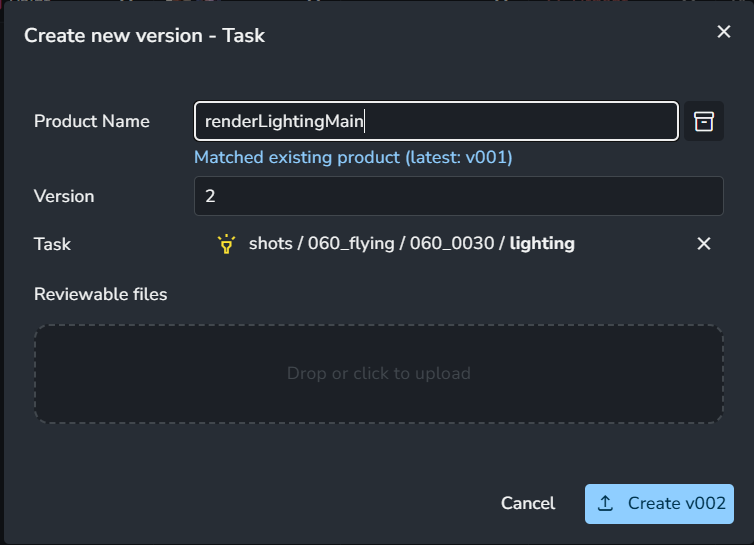 Create new version - Task
Product Name
renderLightingMain
Matched existing product (latest: v001)
Version
2
Task
shots / 060_flying / 060_0030 / lighting
Reviewable files
Drop or click to upload
Cancel
Create v002